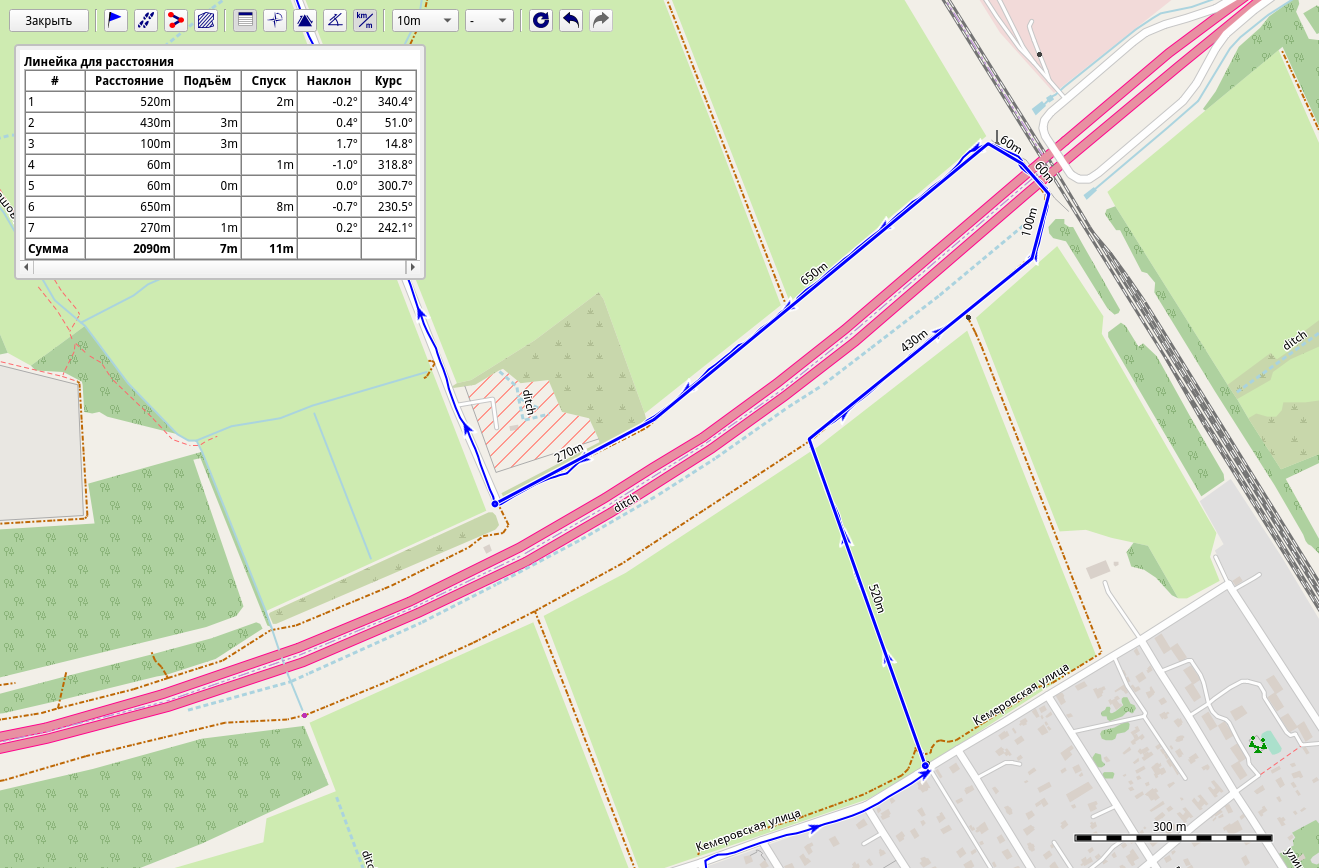 Закрыть
km/m
10m
-
Линейка для расстояния
# Расстояние Подъём Спуск Наклон Курс
1 520m 2m -0.2° 340.4°
2 430m 3m 0.4° 51.0°
3 100m 3m 1.7° 14.8°
4 60m 1m -1.0° 318.8°
5 60m 0m 0.0° 300.7°
6 650m 8m -0.7° 230.5°
7 270m 1m 0.2° 242.1°
Сумма 2090m 7m 11m
60m
60m
100m
650m
430m
ditch
ditch
270m
ditch
520m
Кемеровская улица
Кемеровская улица
300 m